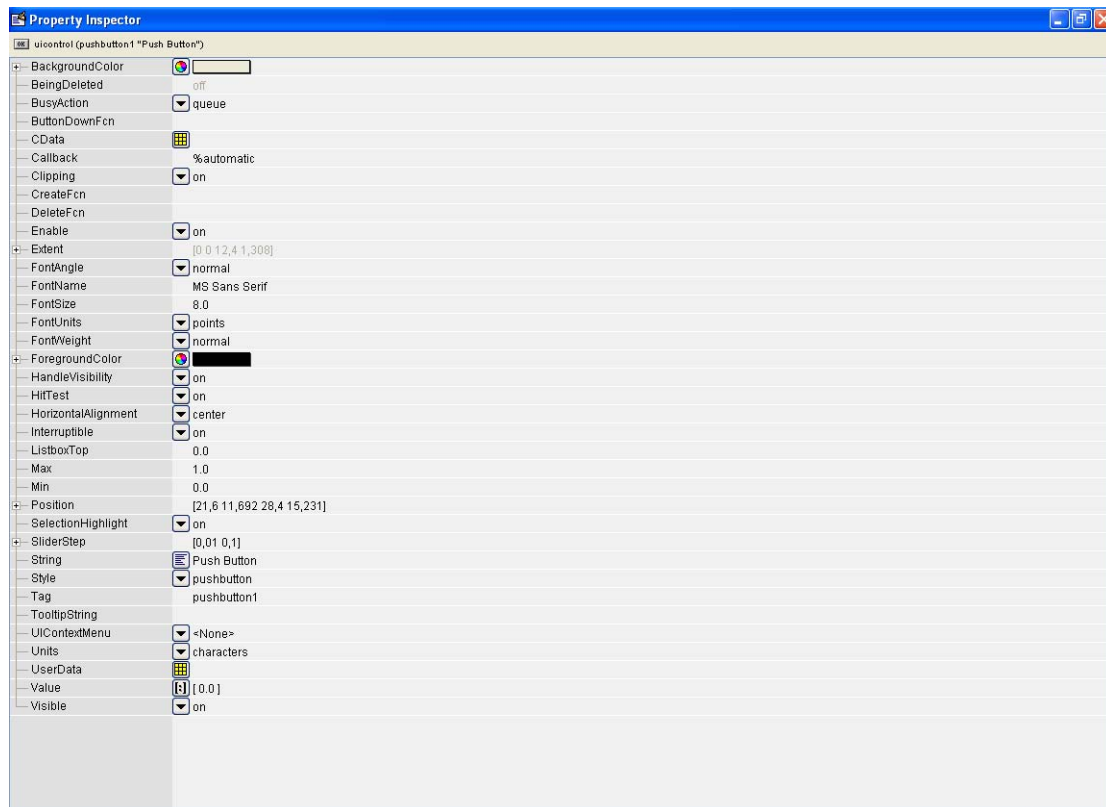 Property Inspector
OK uicontrol (pushbutton1 "Push Button")
BackgroundColor
BeingDeleted off
BusyAction queue
ButtonDownFcn
CData
Callback %automatic
Clipping on
CreateFcn
DeleteFcn
Enable on
Extent [0 0 12,4 1,308]
FontAngle normal
FontName MS Sans Serif
FontSize 8.0
FontUnits points
FontWeight normal
ForegroundColor
HandleVisibility on
HitTest on
HorizontalAlignment center
Interruptible on
ListboxTop 0.0
Max 1.0
Min 0.0
Position [21,6 11,692 28,4 15,231]
SelectionHighlight on
SliderStep [0,01 0,1]
String Push Button
Style pushbutton
Tag pushbutton1
TooltipString
UIContextMenu <None>
Units characters
UserData
Value [:] [ 0.0 ]
Visible on